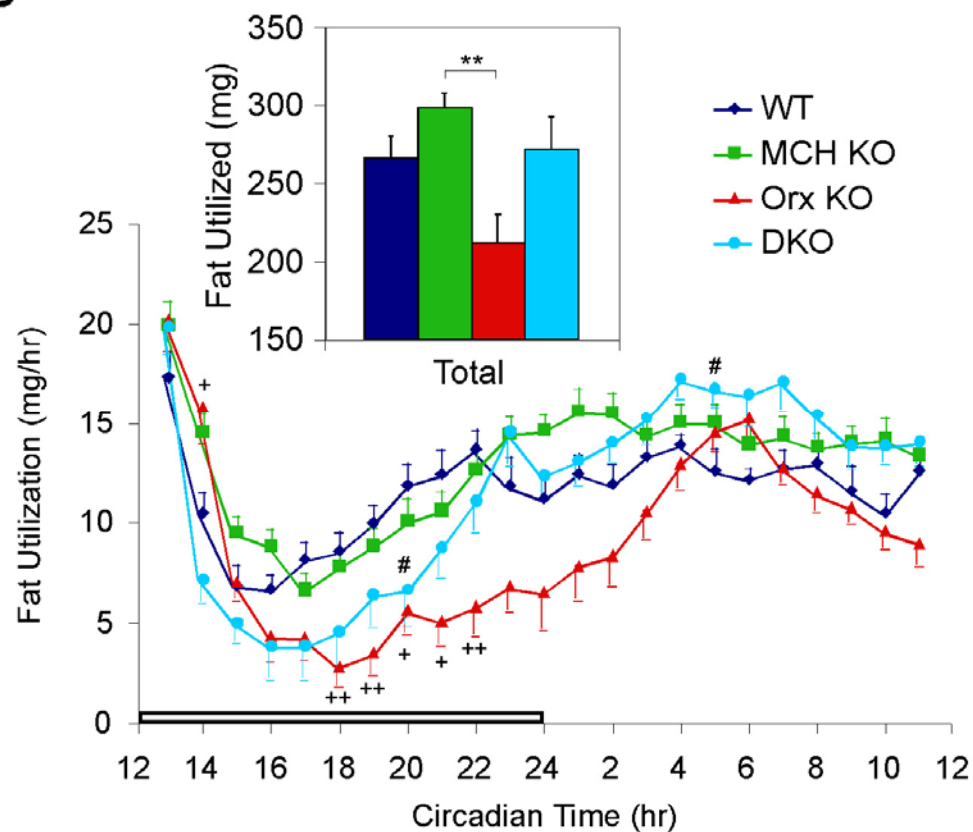 350
300
250
200
150
Fat Utilized (mg)
**
Total
WT
MCH KO
Orx KO
DKO
25
20
15
10
5
0
Fat Utilization (mg/hr)
+
#
#
+
+
++
++
++
12 14 16 18 20 22 24 2 4 6 8 10 12
Circadian Time (hr)